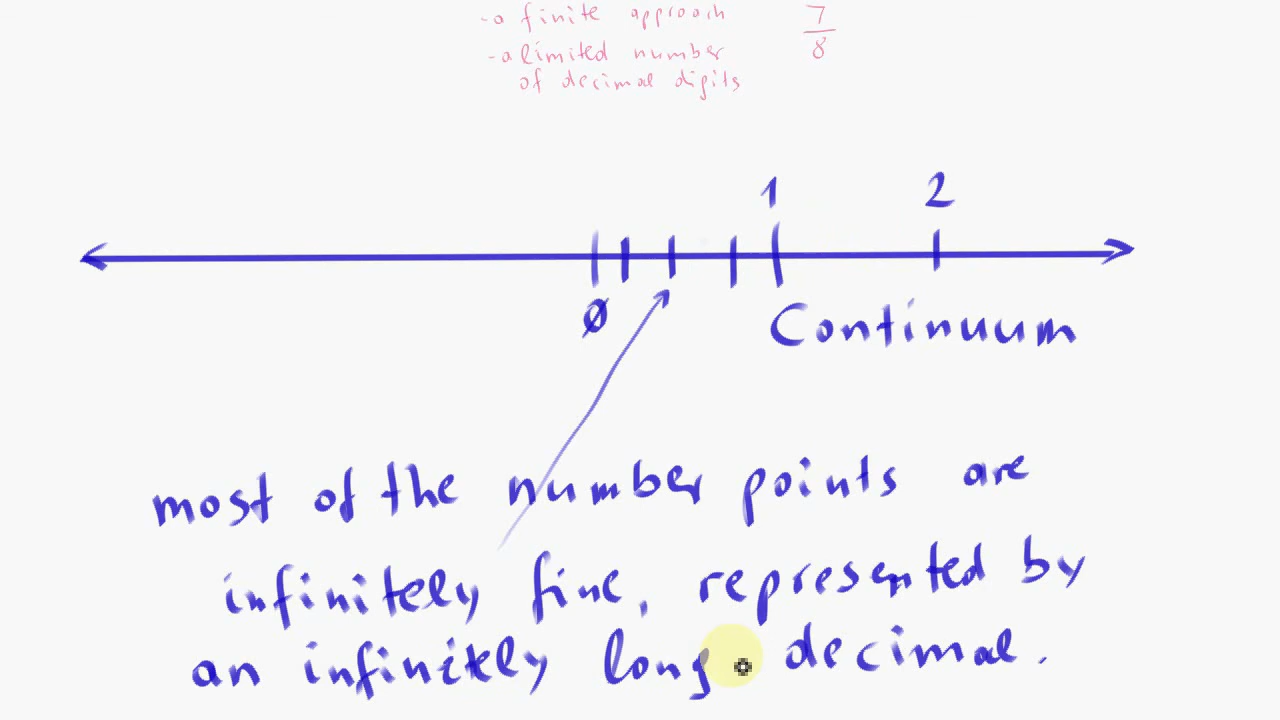 - a finite approach
7
8
- a limited number
of decimal digits
1 2
0
Continuum
most of the number points are
infinitely fine, represented by
an infinitely long decimal.